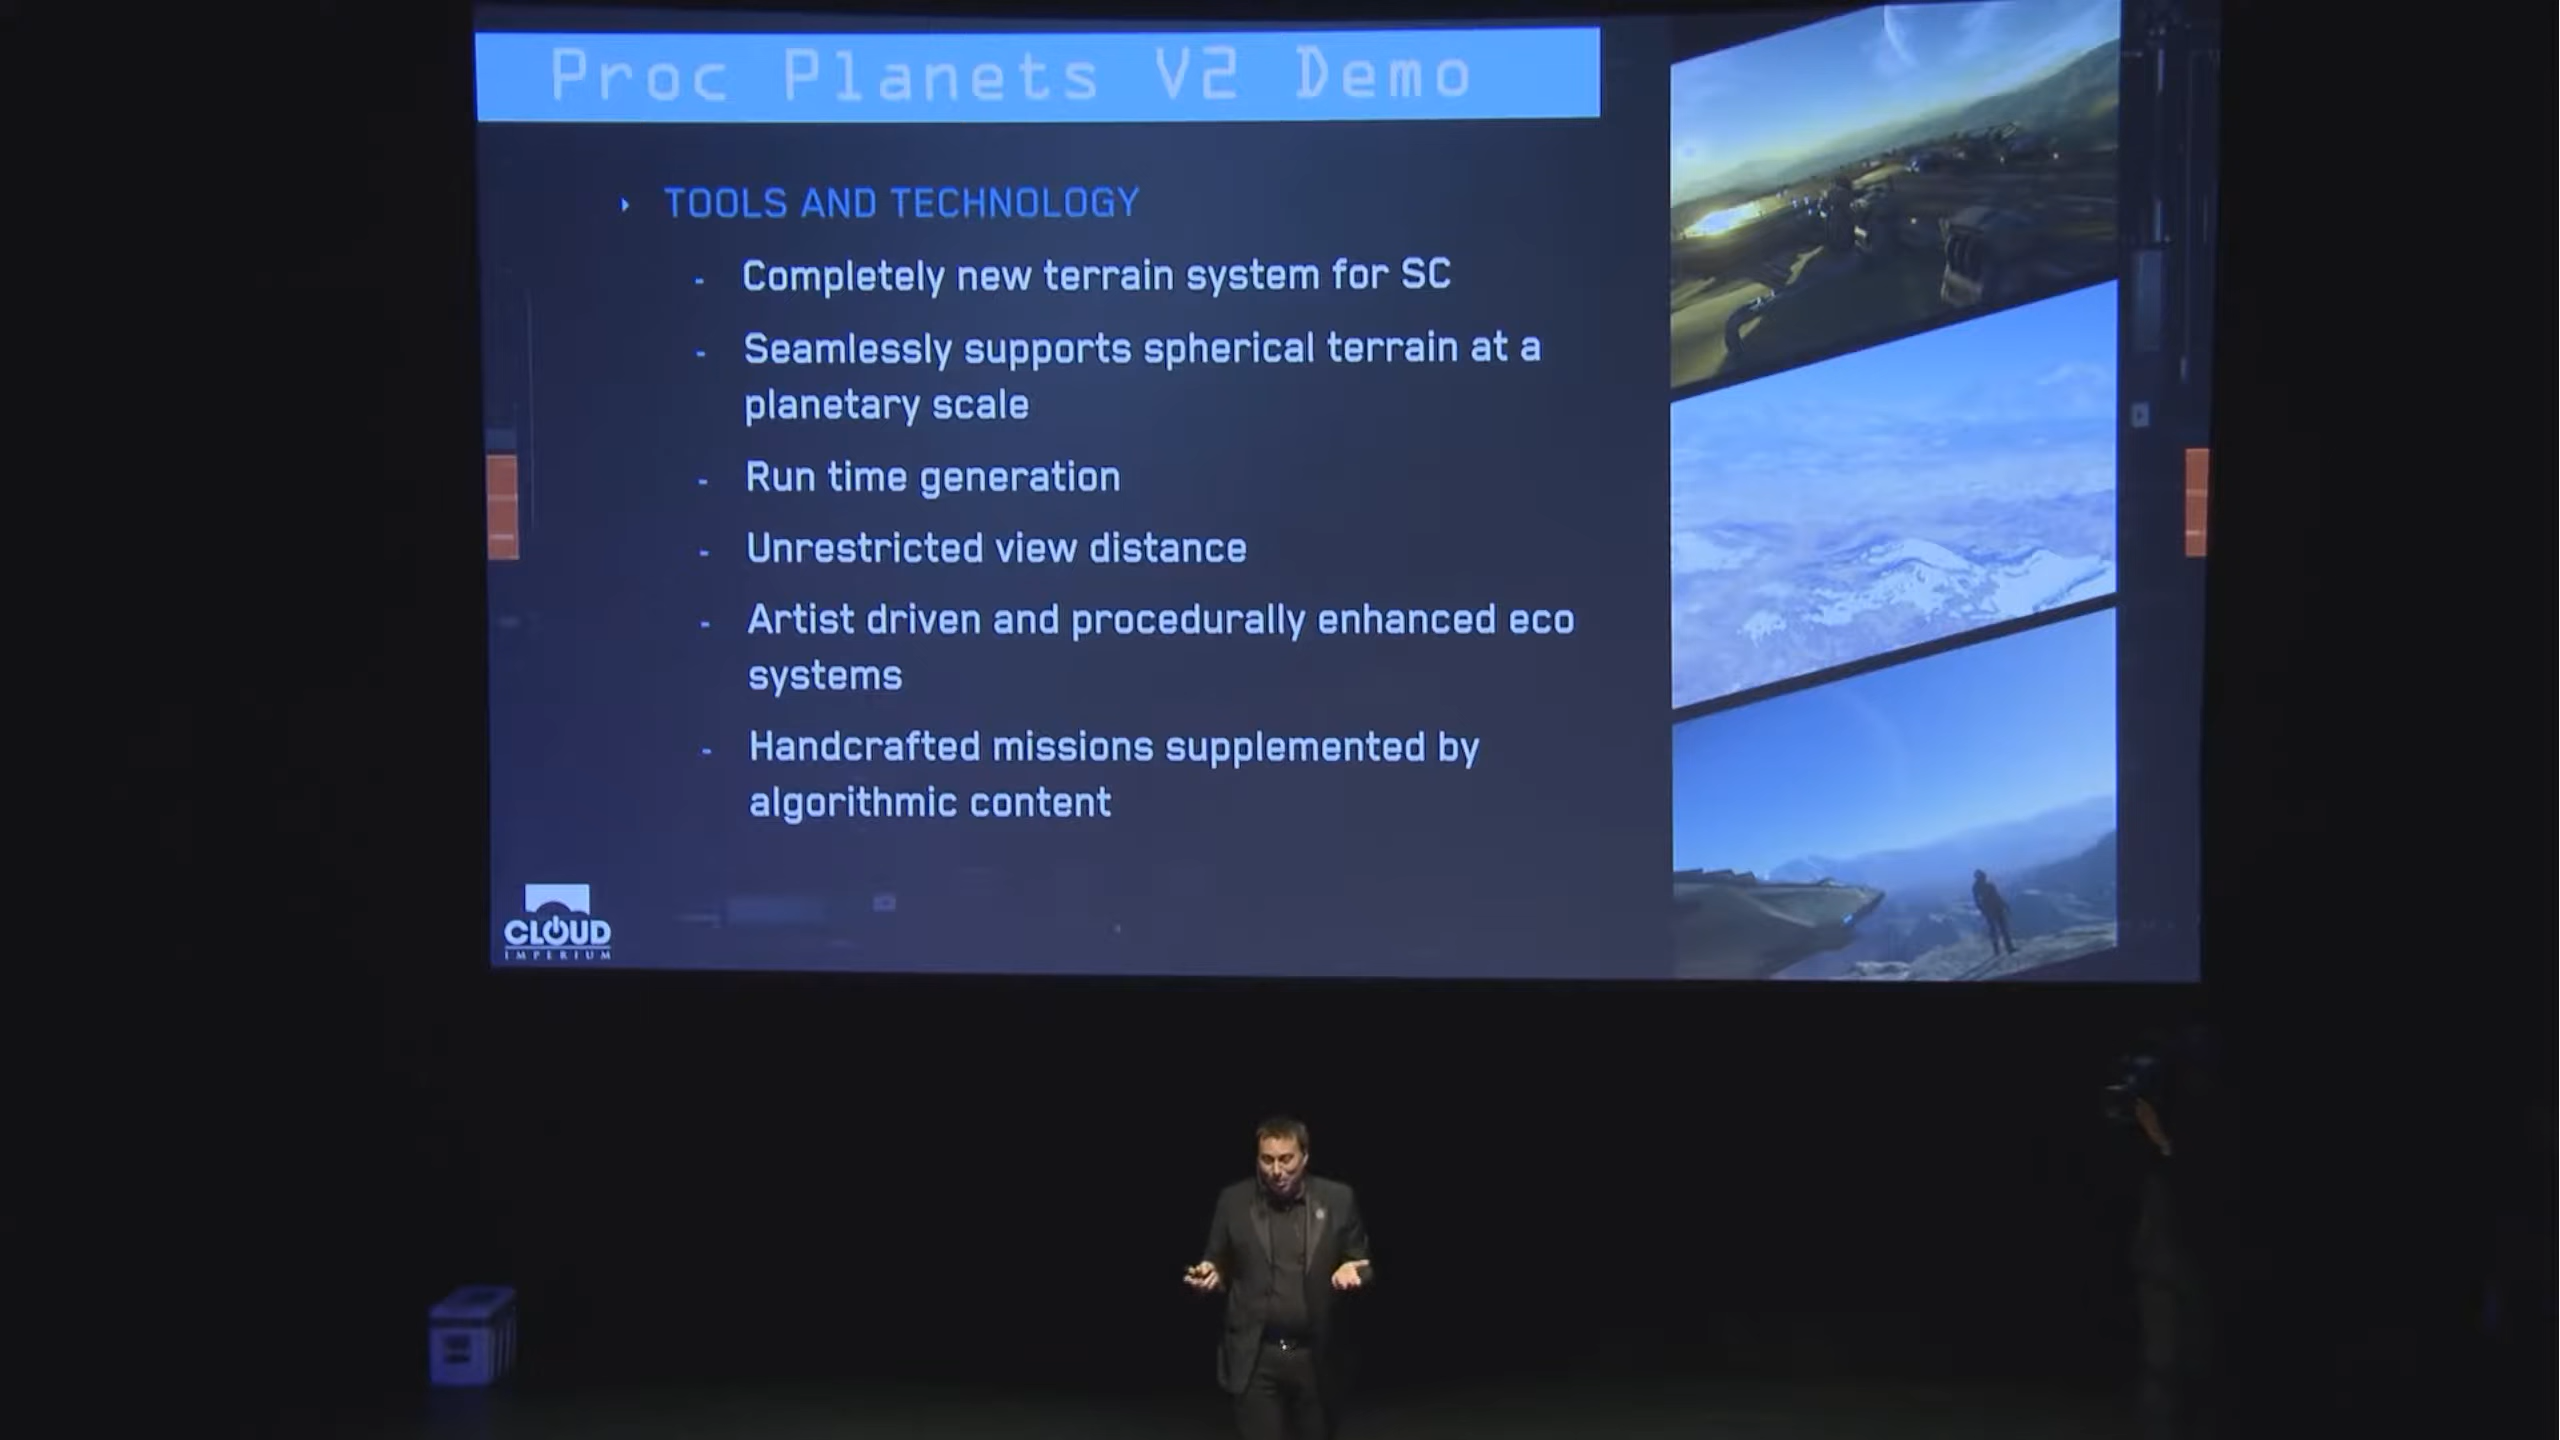 Proc Planets V2 Demo
TOOLS AND TECHNOLOGY
- Completely new terrain system for SC
- Seamlessly supports spherical terrain at a
planetary scale
- Run time generation
- Unrestricted view distance
- Artist driven and procedurally enhanced eco
systems
- Handcrafted missions supplemented by
algorithmic content
CLOUD
IMPERIUM